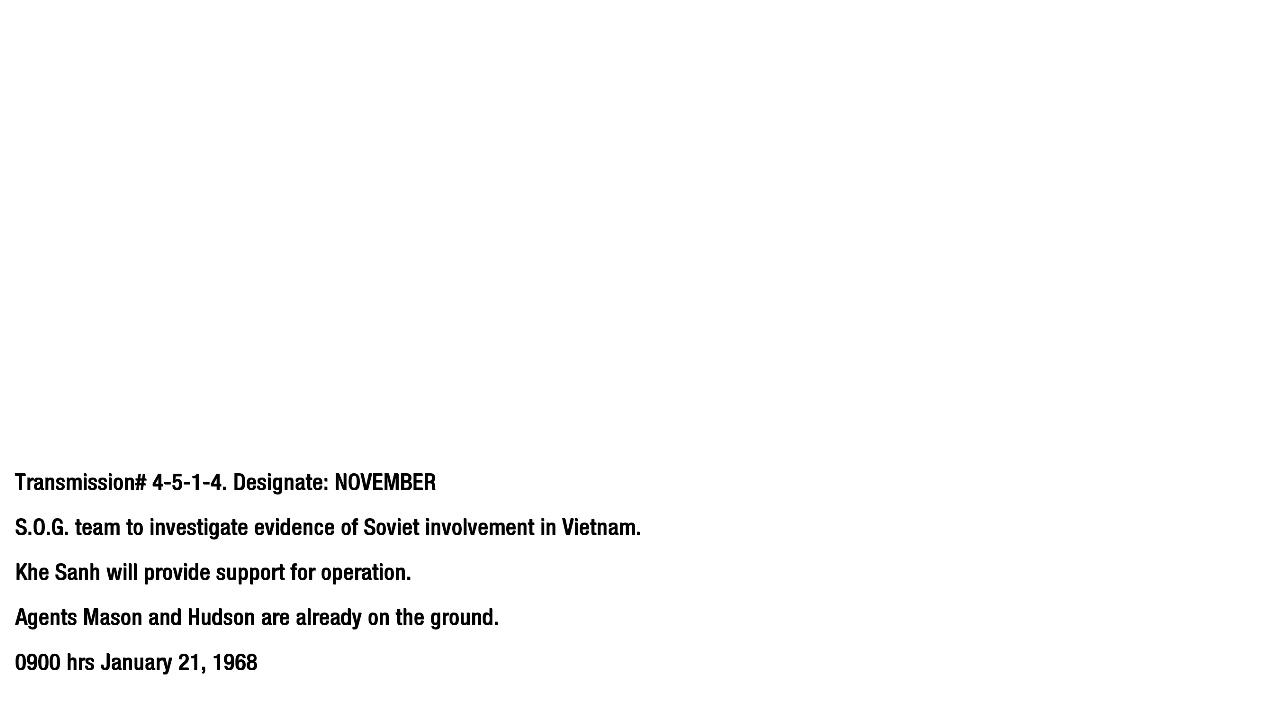 Transmission# 4-5-1-4. Designate: NOVEMBER
S.O.G. team to investigate evidence of Soviet involvement in Vietnam.
Khe Sanh will provide support for operation.
Agents Mason and Hudson are already on the ground.
0900 hrs January 21, 1968